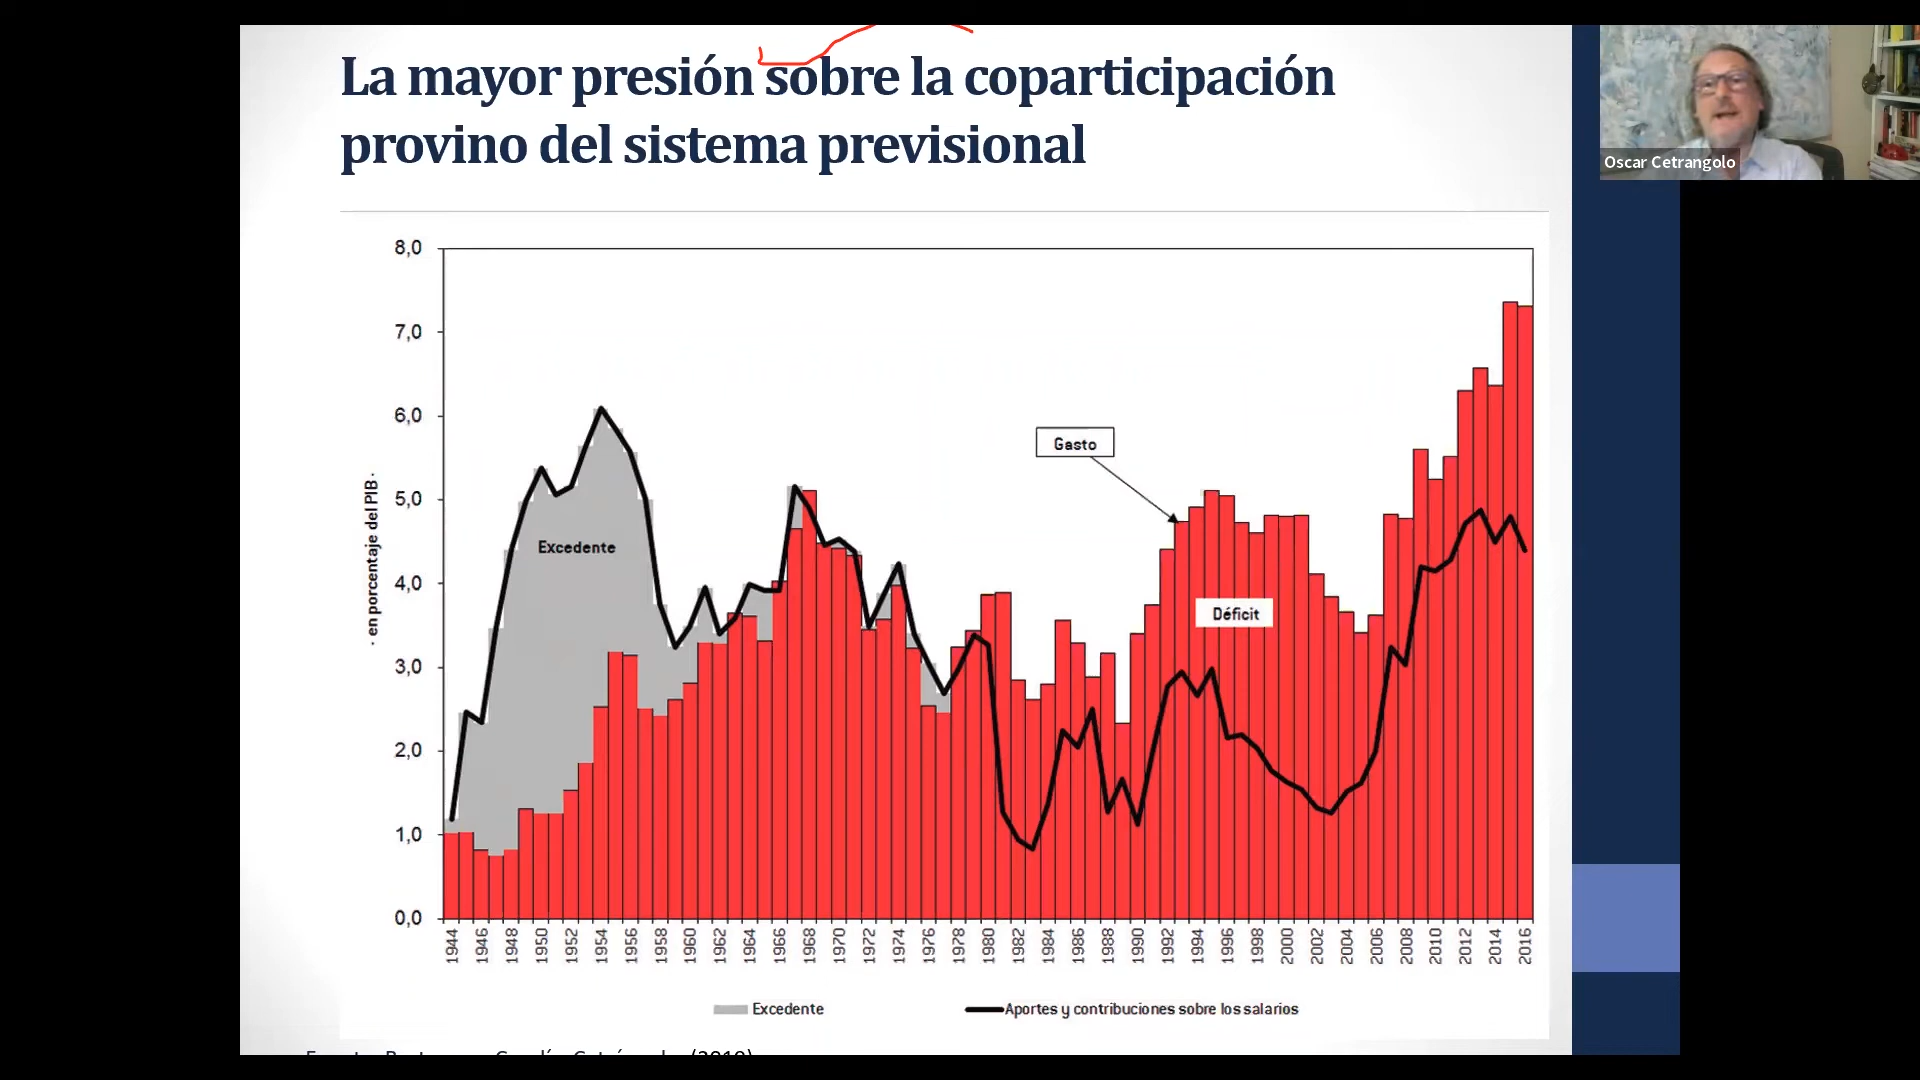 La mayor presión sobre la coparticipación
provino del sistema previsional
Oscar Cetrangolo
8,0
7,0
6,0
5,0
4,0
3,0
2,0
1,0
0,0
· en porcentaje del PIB ·
Gasto
Excedente
Déficit
1944 1946 1948 1950 1952 1954 1956 1958 1960 1962 1964 1966 1968 1970 1972 1974 1976 1978 1980 1982 1984 1986 1988 1990 1992 1994 1996 1998 2000 2002 2004 2006 2008 2010 2012 2014 2016
Excedente Aportes y contribuciones sobre los salarios